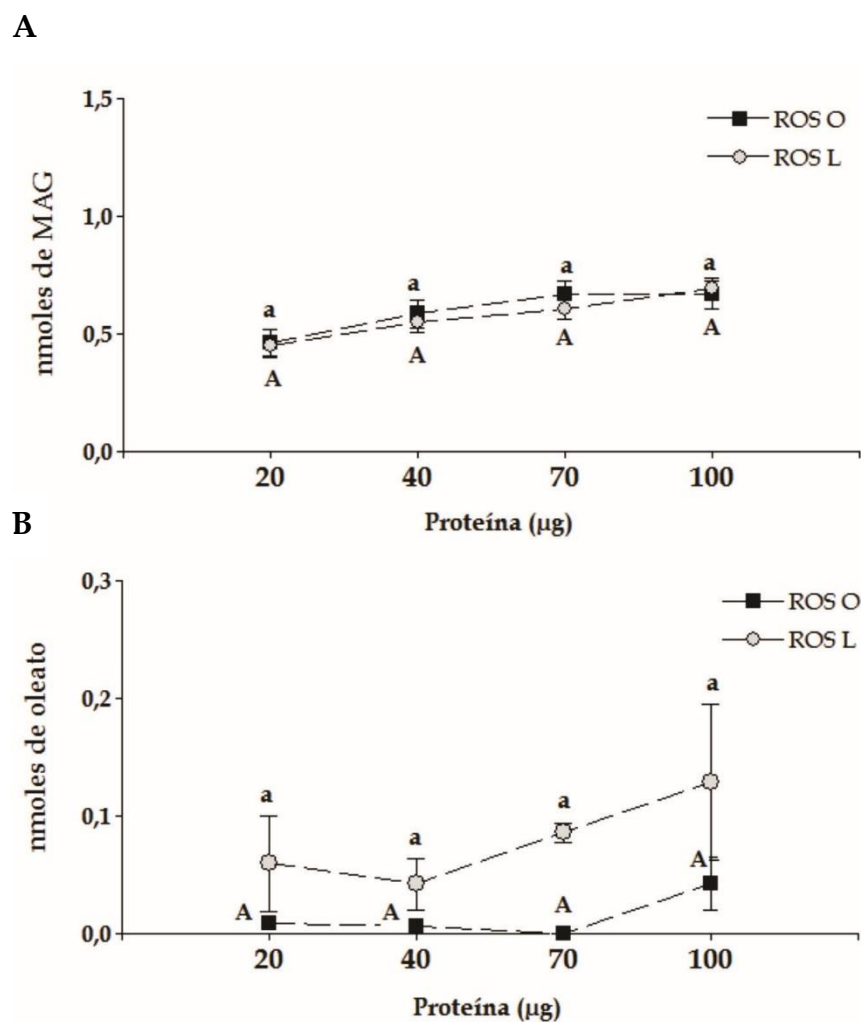 A
1,5
ROS O
ROS L
nmoles de MAG
1,0
a
a
a
a
0,5
A
A
A
A
0,0
20
40
70
100
Proteína (µg)
B
0,3
ROS O
ROS L
nmoles de oleato
0,2
a
a
a
a
0,1
A
A
A
A
0,0
20
40
70
100
Proteína (µg)